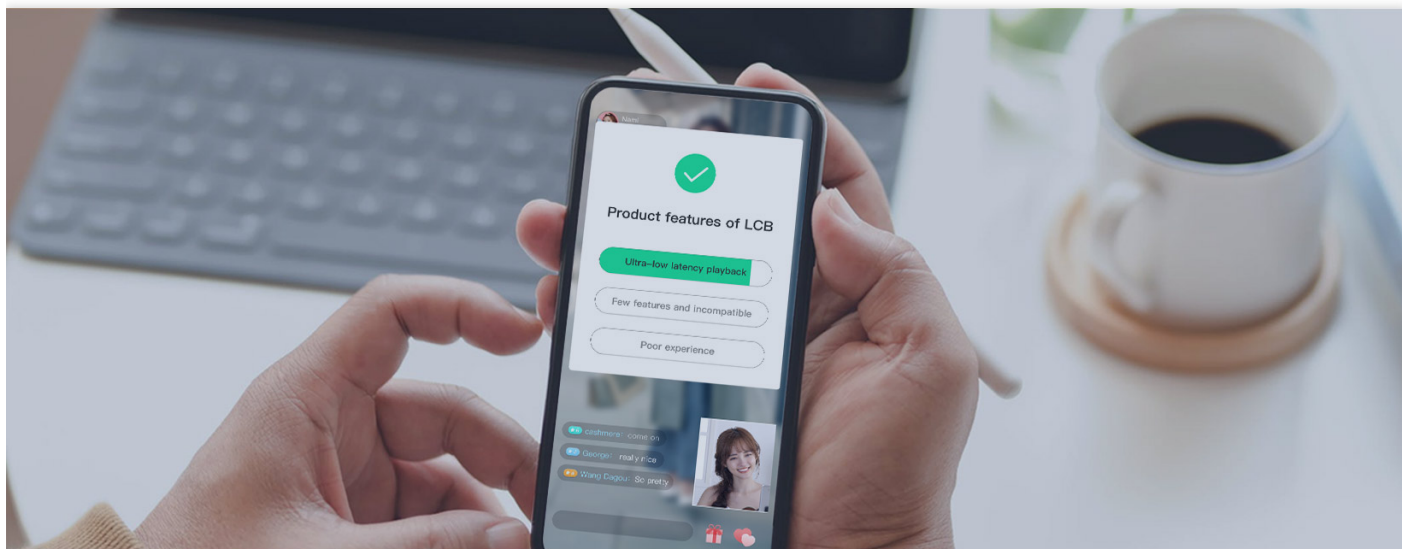 Nami
Product features of LCB
Ultra-low latency playback
Few features and incompatible
Poor experience
cashmere: come on
George: really nice
Wang Dagou: So pretty